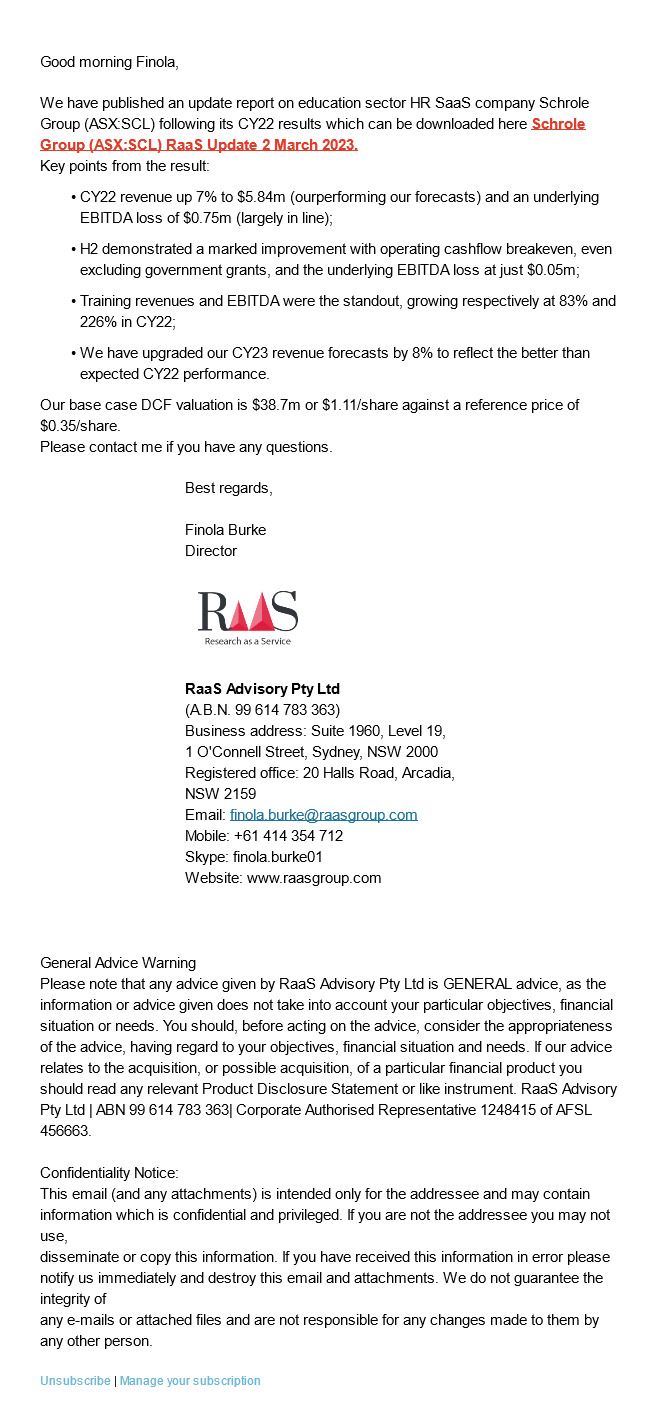 Good morning Finola,
We have published an update report on education sector HR SaaS company Schrole
Group (ASX:SCL) following its CY22 results which can be downloaded here Schrole
Group (ASX:SCL) RaaS Update 2 March 2023.
Key points from the result:
• CY22 revenue up 7% to $5.84m (ourperforming our forecasts) and an underlying
EBITDA loss of $0.75m (largely in line);
• H2 demonstrated a marked improvement with operating cashflow breakeven, even
excluding government grants, and the underlying EBITDA loss at just $0.05m;
• Training revenues and EBITDA were the standout, growing respectively at 83% and
226% in CY22;
• We have upgraded our CY23 revenue forecasts by 8% to reflect the better than
expected CY22 performance.
Our base case DCF valuation is $38.7m or $1.11/share against a reference price of
$0.35/share.
Please contact me if you have any questions.
Best regards,
Finola Burke
Director
RAAS
Research as a Service
RaaS Advisory Pty Ltd
(A.B.N. 99 614 783 363)
Business address: Suite 1960, Level 19,
1 O'Connell Street, Sydney, NSW 2000
Registered office: 20 Halls Road, Arcadia,
NSW 2159
Email: finola.burke@raasgroup.com
Mobile: +61 414 354 712
Skype: finola.burke01
Website: www.raasgroup.com
General Advice Warning
Please note that any advice given by RaaS Advisory Pty Ltd is GENERAL advice, as the
information or advice given does not take into account your particular objectives, financial
situation or needs. You should, before acting on the advice, consider the appropriateness
of the advice, having regard to your objectives, financial situation and needs. If our advice
relates to the acquisition, or possible acquisition, of a particular financial product you
should read any relevant Product Disclosure Statement or like instrument. RaaS Advisory
Pty Ltd | ABN 99 614 783 363| Corporate Authorised Representative 1248415 of AFSL
456663.
Confidentiality Notice:
This email (and any attachments) is intended only for the addressee and may contain
information which is confidential and privileged. If you are not the addressee you may not
use,
disseminate or copy this information. If you have received this information in error please
notify us immediately and destroy this email and attachments. We do not guarantee the
integrity of
any e-mails or attached files and are not responsible for any changes made to them by
any other person.
Unsubscribe | Manage your subscription